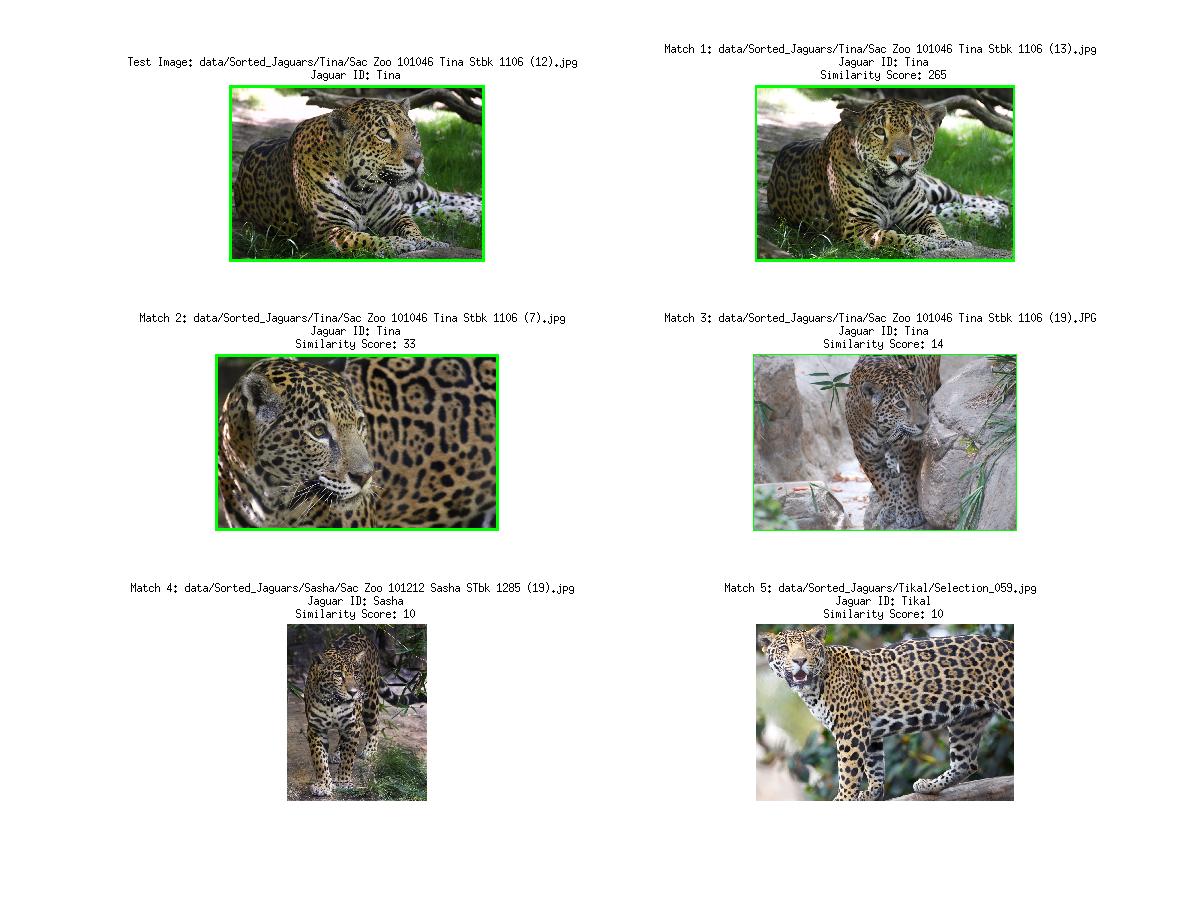 Test Image: data/Sorted_Jaguars/Tina/Sac Zoo 101046 Tina Stbk 1106 (12).jpg
Jaguar ID: Tina
Match 1: data/Sorted_Jaguars/Tina/Sac Zoo 101046 Tina Stbk 1106 (13).jpg
Jaguar ID: Tina
Similarity Score: 265
Match 2: data/Sorted_Jaguars/Tina/Sac Zoo 101046 Tina Stbk 1106 (7).jpg
Jaguar ID: Tina
Similarity Score: 33
Match 3: data/Sorted_Jaguars/Tina/Sac Zoo 101046 Tina Stbk 1106 (19).JPG
Jaguar ID: Tina
Similarity Score: 14
Match 4: data/Sorted_Jaguars/Sasha/Sac Zoo 101212 Sasha STbk 1285 (19).jpg
Jaguar ID: Sasha
Similarity Score: 10
Match 5: data/Sorted_Jaguars/Tikal/Selection_059.jpg
Jaguar ID: Tikal
Similarity Score: 10